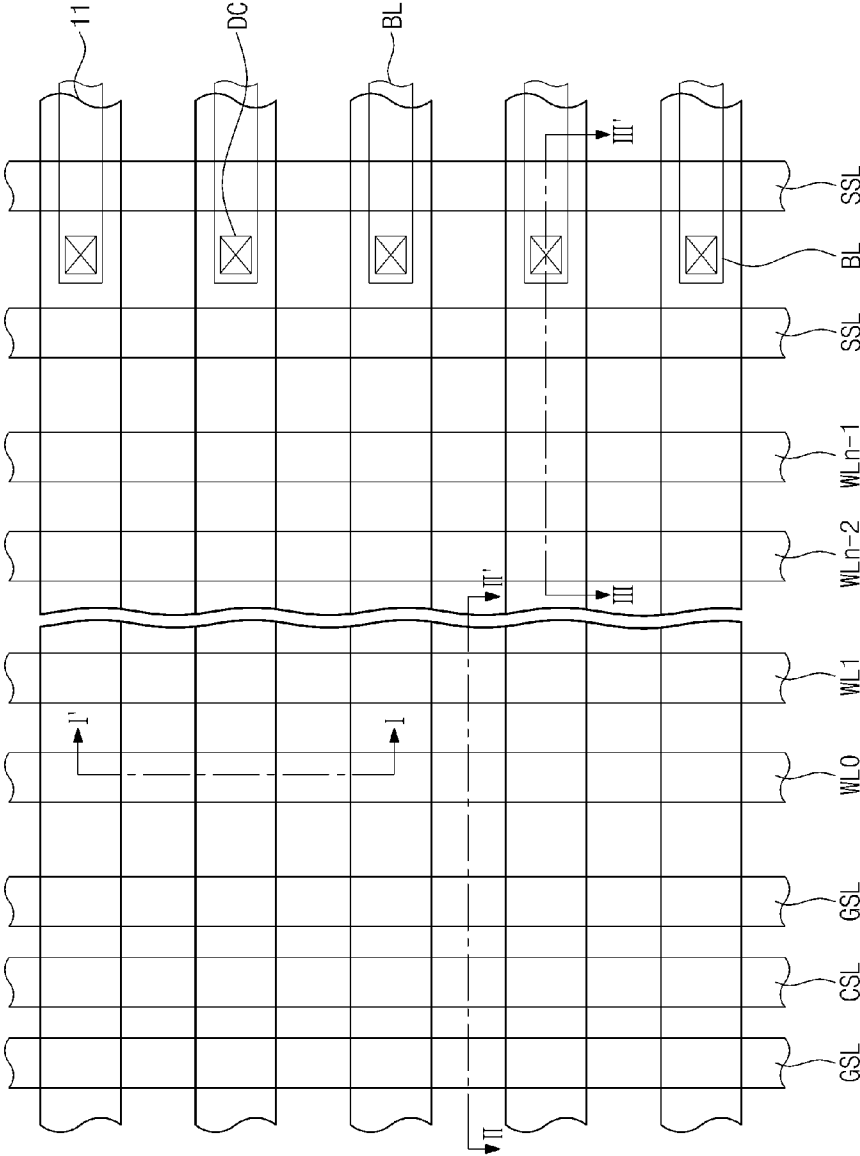 11
DC
BL
I'
I
II
II'
III
III'
GSL
CSL
GSL
WL0
WL1
WLn-2
WLn-1
SSL
BL
SSL